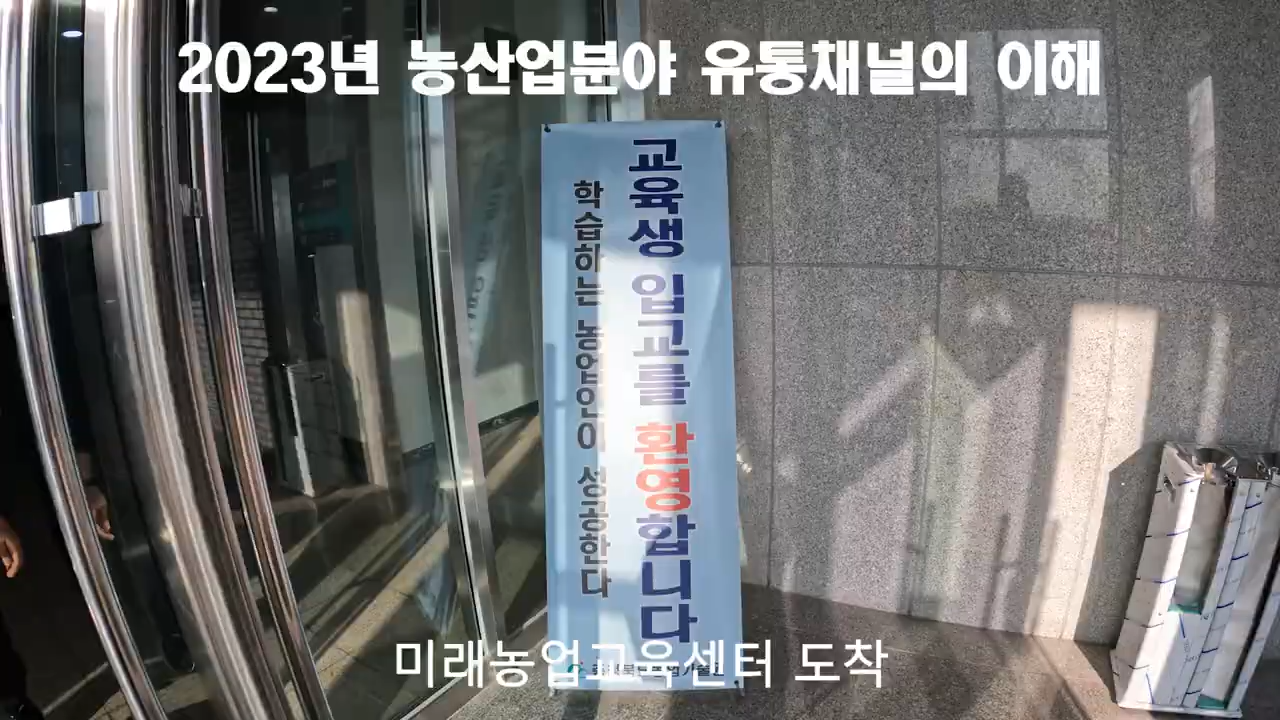 2023년 농산업분야 유통채널의 이해
교육생 입교를 환영합니다
학습하는 농업인이 성공한다
미래농업교육센터 도착